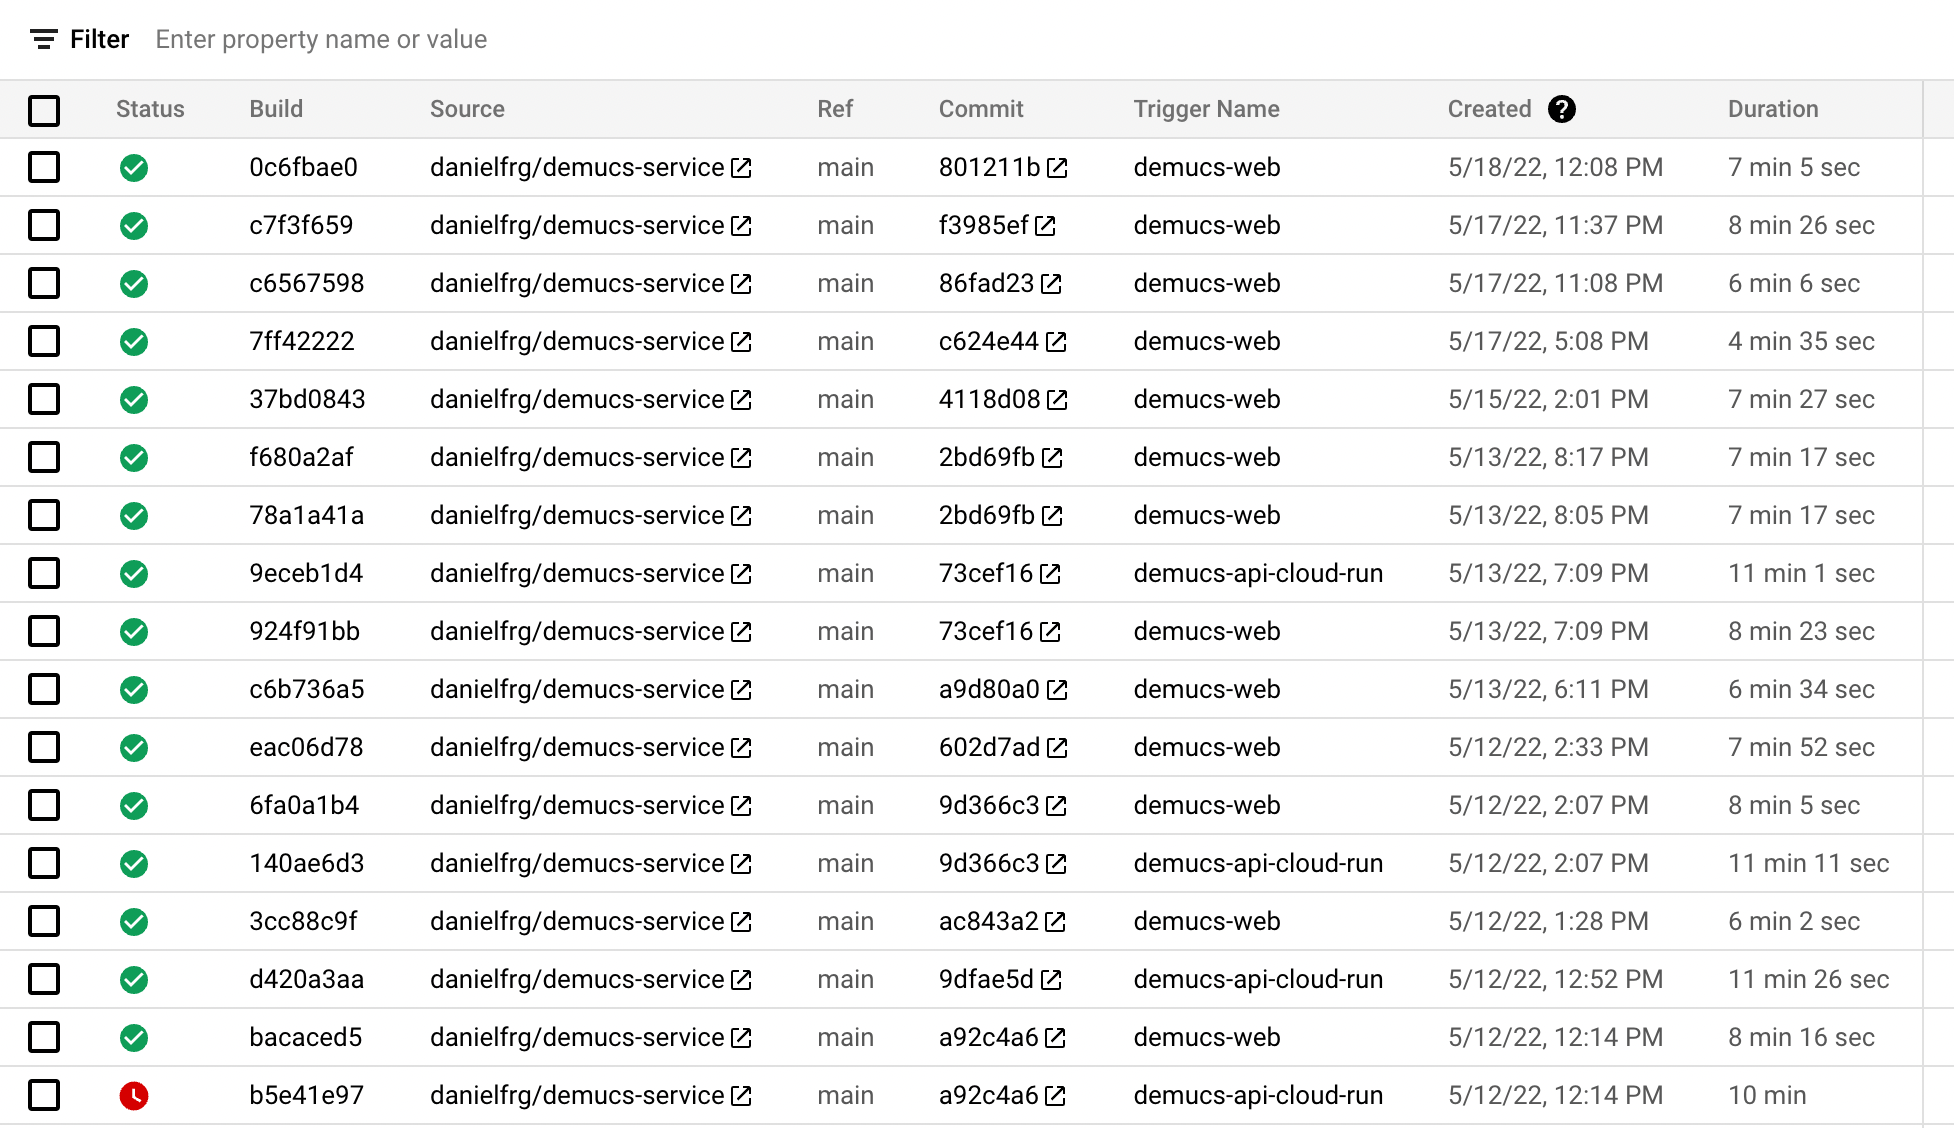 Filter Enter property name or value
Status Build Source Ref Commit Trigger Name Created ? Duration
0c6fbae0 danielfrg/demucs-service main 801211b demucs-web 5/18/22, 12:08 PM 7 min 5 sec
c7f3f659 danielfrg/demucs-service main f3985ef demucs-web 5/17/22, 11:37 PM 8 min 26 sec
c6567598 danielfrg/demucs-service main 86fad23 demucs-web 5/17/22, 11:08 PM 6 min 6 sec
7ff42222 danielfrg/demucs-service main c624e44 demucs-web 5/17/22, 5:08 PM 4 min 35 sec
37bd0843 danielfrg/demucs-service main 4118d08 demucs-web 5/15/22, 2:01 PM 7 min 27 sec
f680a2af danielfrg/demucs-service main 2bd69fb demucs-web 5/13/22, 8:17 PM 7 min 17 sec
78a1a41a danielfrg/demucs-service main 2bd69fb demucs-web 5/13/22, 8:05 PM 7 min 17 sec
9eceb1d4 danielfrg/demucs-service main 73cef16 demucs-api-cloud-run 5/13/22, 7:09 PM 11 min 1 sec
924f91bb danielfrg/demucs-service main 73cef16 demucs-web 5/13/22, 7:09 PM 8 min 23 sec
c6b736a5 danielfrg/demucs-service main a9d80a0 demucs-web 5/13/22, 6:11 PM 6 min 34 sec
eac06d78 danielfrg/demucs-service main 602d7ad demucs-web 5/12/22, 2:33 PM 7 min 52 sec
6fa0a1b4 danielfrg/demucs-service main 9d366c3 demucs-web 5/12/22, 2:07 PM 8 min 5 sec
140ae6d3 danielfrg/demucs-service main 9d366c3 demucs-api-cloud-run 5/12/22, 2:07 PM 11 min 11 sec
3cc88c9f danielfrg/demucs-service main ac843a2 demucs-web 5/12/22, 1:28 PM 6 min 2 sec
d420a3aa danielfrg/demucs-service main 9dfae5d demucs-api-cloud-run 5/12/22, 12:52 PM 11 min 26 sec
bacaced5 danielfrg/demucs-service main a92c4a6 demucs-web 5/12/22, 12:14 PM 8 min 16 sec
b5e41e97 danielfrg/demucs-service main a92c4a6 demucs-api-cloud-run 5/12/22, 12:14 PM 10 min